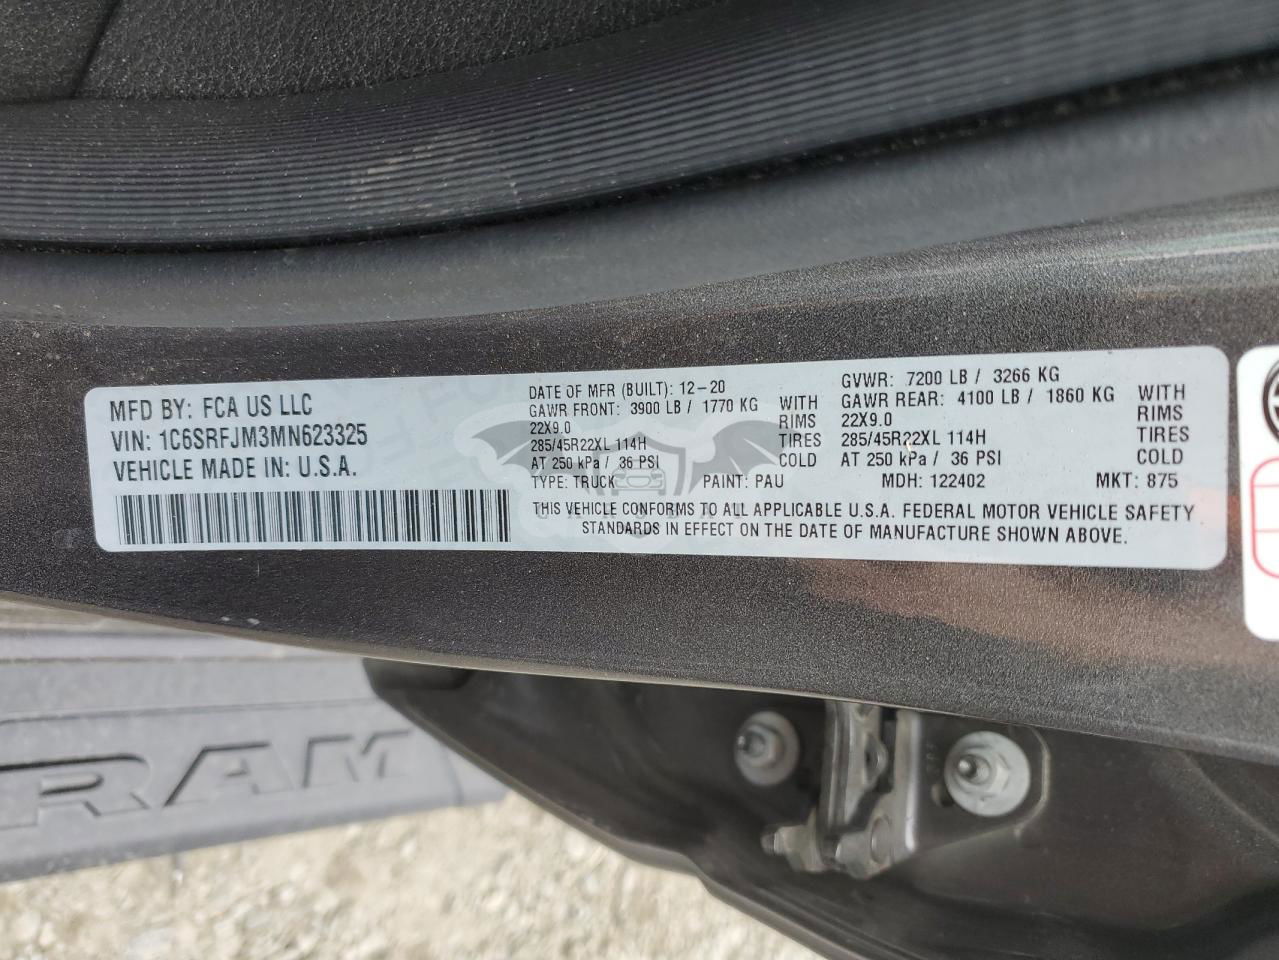 MFD BY: FCA US LLC
VIN: 1C6SRFJM3MN623325
VEHICLE MADE IN: U.S.A.
DATE OF MFR (BUILT): 12-20 GVWR: 7200 LB / 3266 KG
GAWR FRONT: 3900 LB / 1770 KG WITH GAWR REAR: 4100 LB / 1860 KG WITH
22X9.0 RIMS 22X9.0 RIMS
285/45R22XL 114H TIRES 285/45R22XL 114H TIRES
AT 250 kPa / 36 PSI COLD AT 250 kPa / 36 PSI COLD
TYPE: TRUCK PAINT: PAU MDH: 122402 MKT: 875
THIS VEHICLE CONFORMS TO ALL APPLICABLE U.S.A. FEDERAL MOTOR VEHICLE SAFETY
STANDARDS IN EFFECT ON THE DATE OF MANUFACTURE SHOWN ABOVE.
RAM